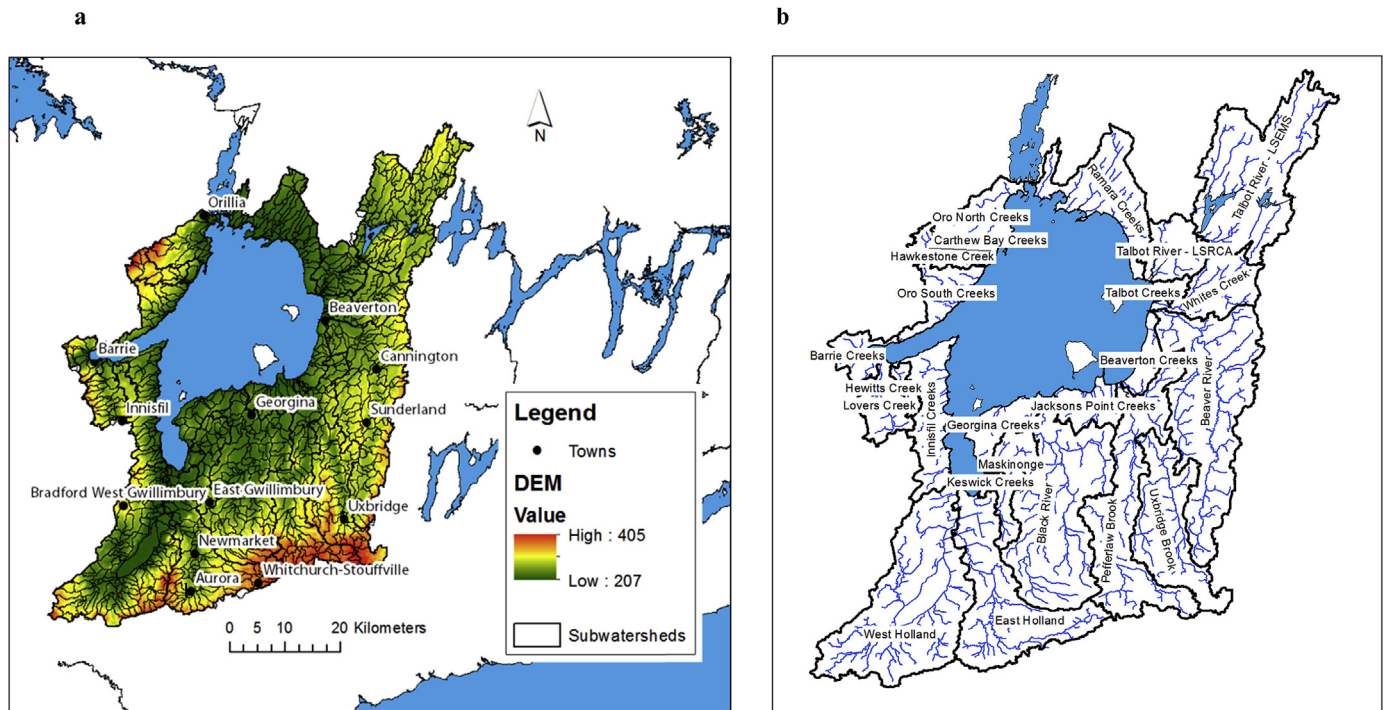 a
Orillia
Beaverton
Barrie
Cannington
Innisfil
Georgina
Sunderland
Bradford West Gwillimbury
East Gwillimbury
Uxbridge
Newmarket
Aurora
Whitchurch-Stouffville
N
0 5 10 20 Kilometers
Legend
Towns
DEM
Value
High : 405
Low : 207
Subwatersheds
b
Ramara Creeks
Talbot River - LSEMS
Oro North Creeks
Carthew Bay Creeks
Hawkestone Creek
Talbot River - LSRCA
Oro South Creeks
Talbot Creeks
Whites Creek
Barrie Creeks
Beaverton Creeks
Beaver River
Hewitts Creek
Lovers Creek
Innisfil Creeks
Jacksons Point Creeks
Georgina Creeks
Maskinonge
Keswick Creeks
Black River
Pefferlaw Brook
Uxbridge Brook
West Holland
East Holland